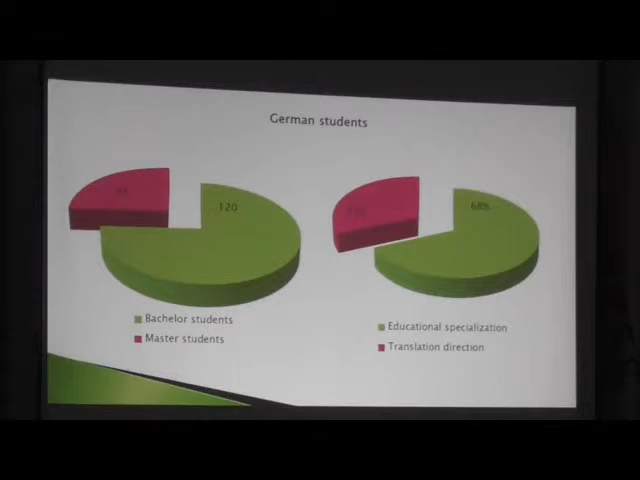 German students
120
68%
Bachelor students
Master students
Educational specialization
Translation direction